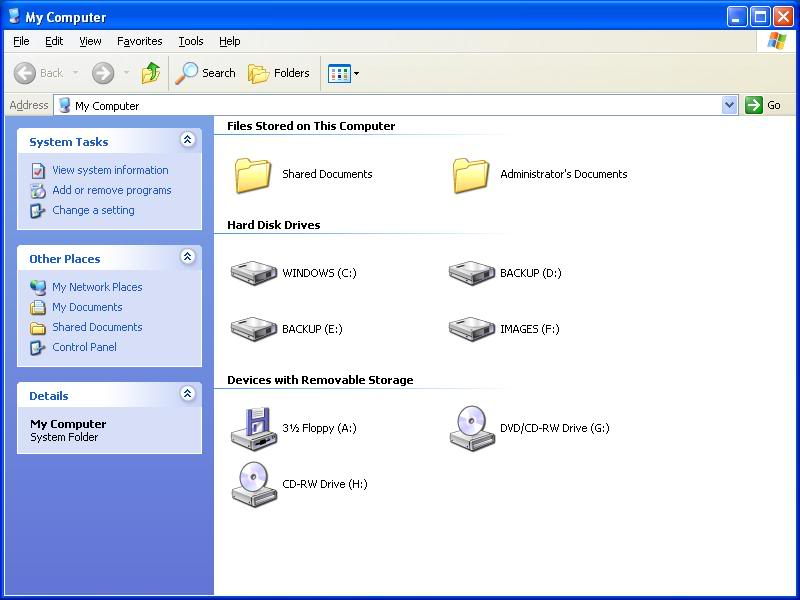 My Computer
File Edit View Favorites Tools Help
Back Search Folders
Address My Computer Go
System Tasks
View system information
Add or remove programs
Change a setting
Other Places
My Network Places
My Documents
Shared Documents
Control Panel
Details
My Computer
System Folder
Files Stored on This Computer
Shared Documents Administrator's Documents
Hard Disk Drives
WINDOWS (C:) BACKUP (D:)
BACKUP (E:) IMAGES (F:)
Devices with Removable Storage
3½ Floppy (A:) DVD/CD-RW Drive (G:)
CD-RW Drive (H:)